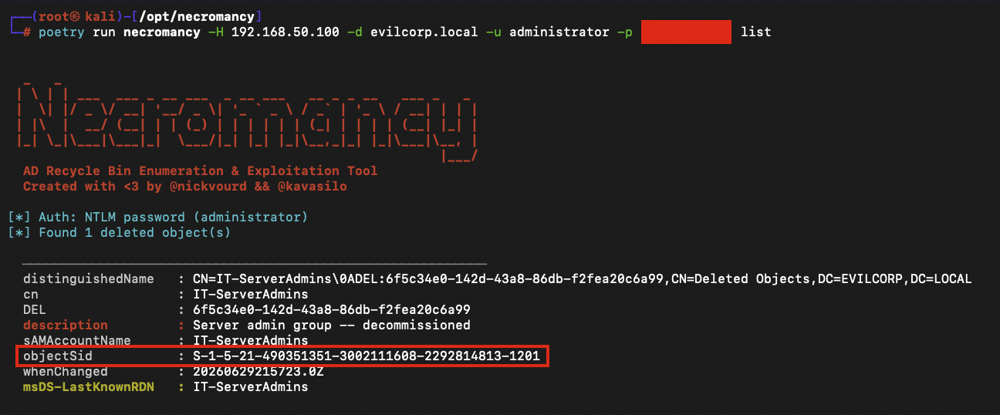 ┌──(root㉿kali)-[/opt/necromancy]
└─# poetry run necromancy -H 192.168.50.100 -d evilcorp.local -u administrator -p list
Necromancy
AD Recycle Bin Enumeration & Exploitation Tool
Created with <3 by @nickvourd && @kavasilo
[*] Auth: NTLM password (administrator)
[*] Found 1 deleted object(s)
distinguishedName : CN=IT-ServerAdmins\0ADEL:6f5c34e0-142d-43a8-86db-f2fea20c6a99,CN=Deleted Objects,DC=EVILCORP,DC=LOCAL
cn : IT-ServerAdmins
DEL : 6f5c34e0-142d-43a8-86db-f2fea20c6a99
description : Server admin group -- decommissioned
sAMAccountName : IT-ServerAdmins
objectSid : S-1-5-21-490351351-3002111608-2292814813-1201
whenChanged : 20260629215723.0Z
msDS-LastKnownRDN : IT-ServerAdmins